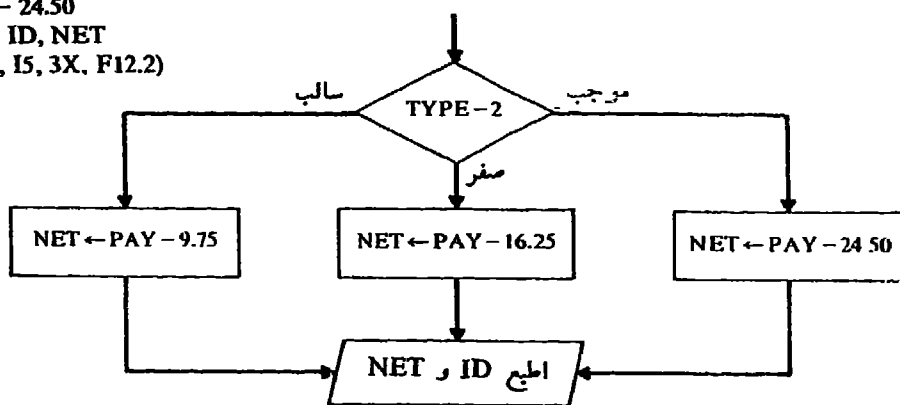 – 24.50
ID, NET
, I5, 3X, F12.2)
سالب
TYPE – 2
موجب
صفر
NET ← PAY – 9.75
NET ← PAY – 16.25
NET ← PAY – 24 50
اطبع ID و NET